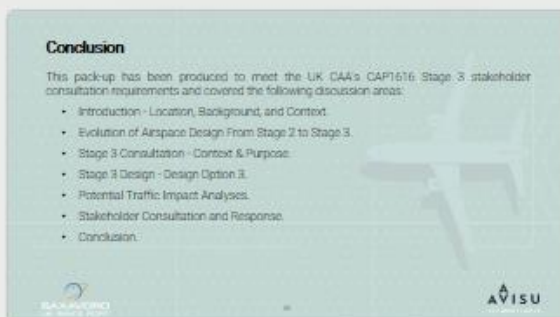 Conclusion
This pack-up has been produced to meet the UK CAA's CAP1616 Stage 3 stakeholder
consultation requirements and covered the following discussion areas:
• Introduction - Location, Background, and Context.
• Evolution of Airspace Design From Stage 2 to Stage 3.
• Stage 3 Consultation - Context & Purpose.
• Stage 3 Design - Design Option 3.
• Potential Traffic Impact Analyses.
• Stakeholder Consultation and Response.
• Conclusion.
SAXAVORD
AVISU